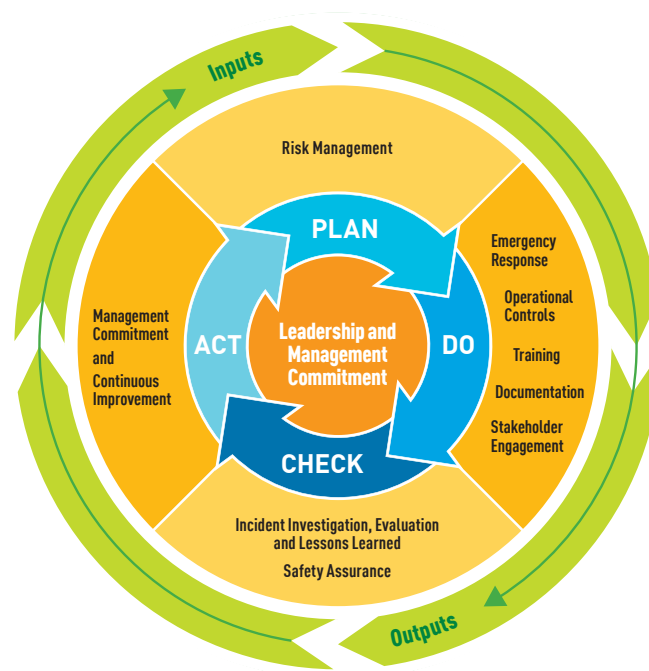 Inputs
Risk Management
PLAN
Emergency
Response
Operational
Controls
Training
Documentation
Stakeholder
Engagement
DO
Leadership and
Management
Commitment
ACT
Management
Commitment
and
Continuous
Improvement
CHECK
Incident Investigation, Evaluation
and Lessons Learned
Safety Assurance
Outputs